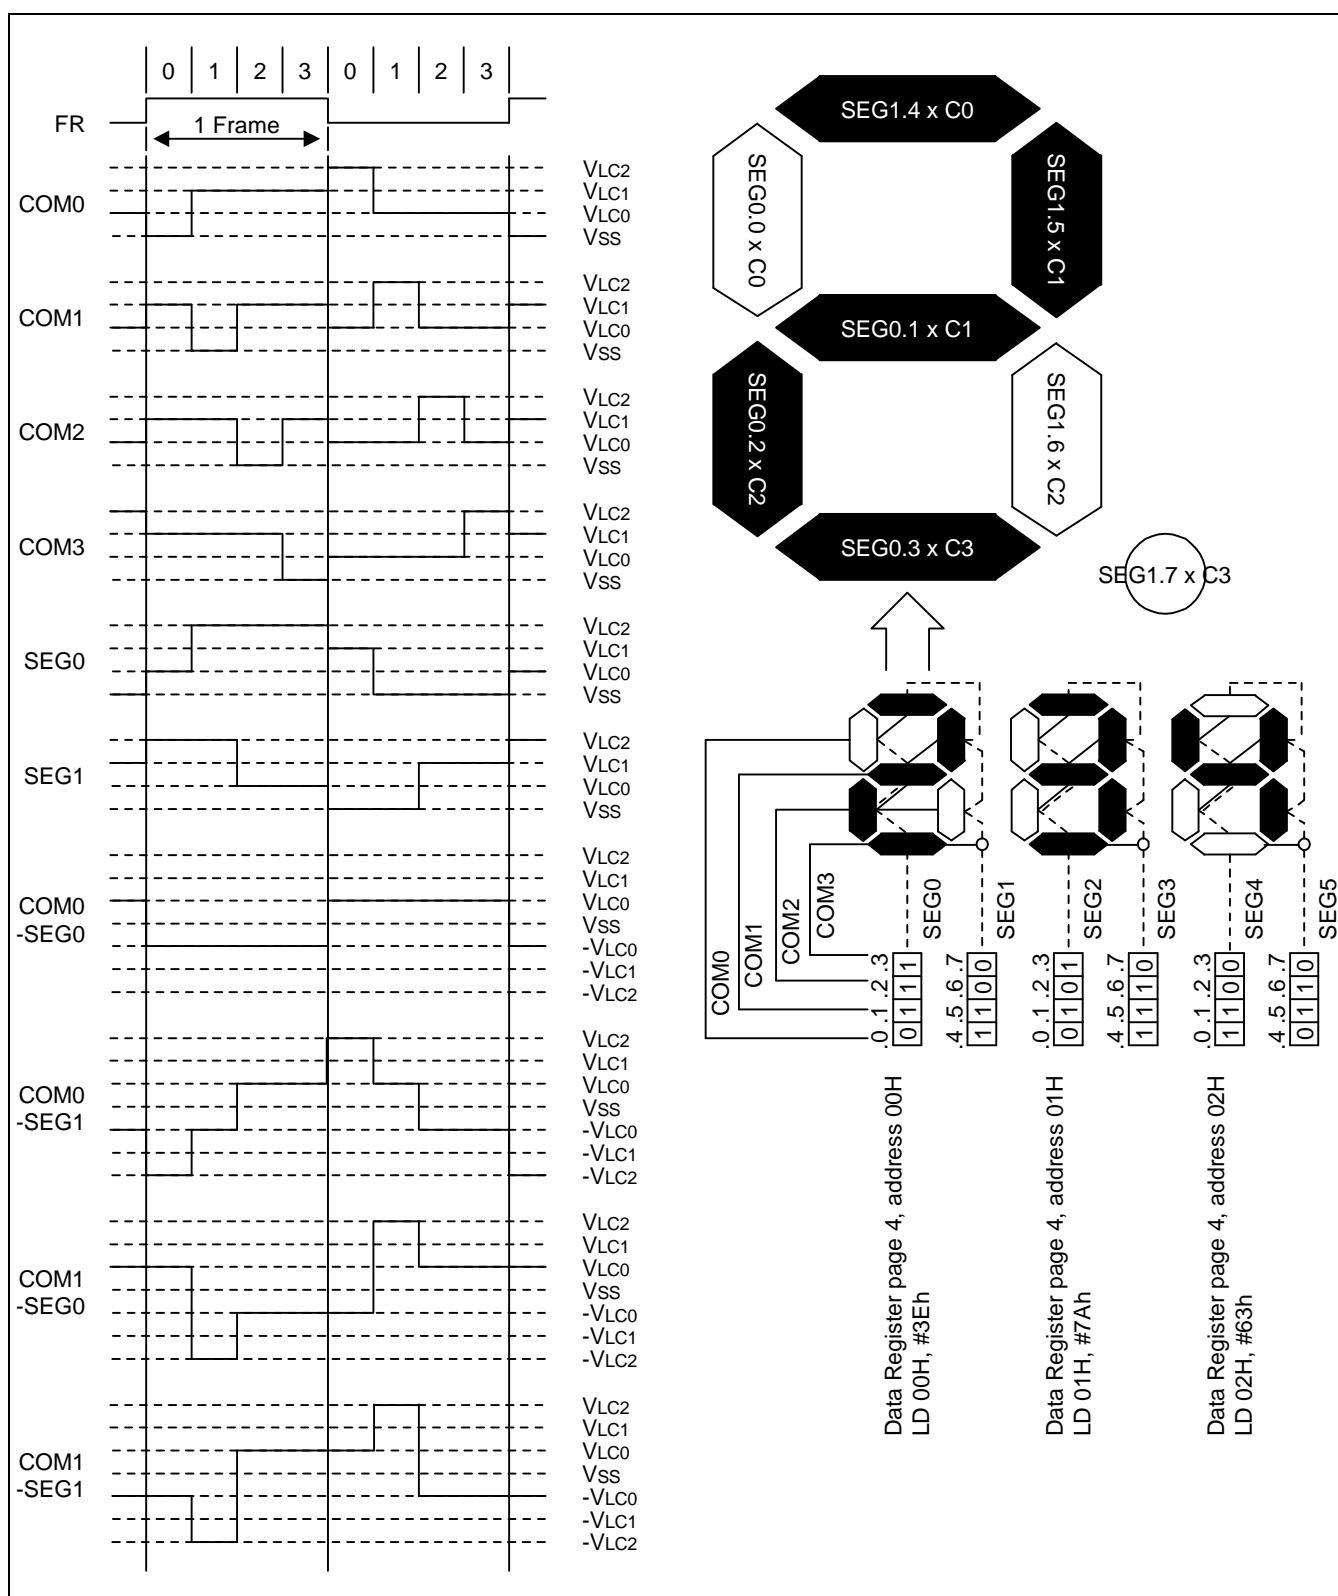 0 1 2 3 0 1 2 3
FR
1 Frame
COM0
VLC2
VLC1
VLC0
VSS
COM1
VLC2
VLC1
VLC0
VSS
COM2
VLC2
VLC1
VLC0
VSS
COM3
VLC2
VLC1
VLC0
VSS
SEG0
VLC2
VLC1
VLC0
VSS
SEG1
VLC2
VLC1
VLC0
VSS
COM0
-SEG0
VLC2
VLC1
VLC0
VSS
-VLC0
-VLC1
-VLC2
COM0
-SEG1
VLC2
VLC1
VLC0
VSS
-VLC0
-VLC1
-VLC2
COM1
-SEG0
VLC2
VLC1
VLC0
VSS
-VLC0
-VLC1
-VLC2
COM1
-SEG1
VLC2
VLC1
VLC0
VSS
-VLC0
-VLC1
-VLC2
SEG1.4 x C0
SEG0.0 x C0
SEG1.5 x C1
SEG0.1 x C1
SEG0.2 x C2
SEG1.6 x C2
SEG0.3 x C3
SEG1.7 x C3
COM0
COM1
COM2
COM3
SEG0
SEG1
SEG2
SEG3
SEG4
SEG5
.0 .1 .2 .3
0 1 1 1
.4 .5 .6 .7
1 1 0 0
.0 .1 .2 .3
0 1 0 1
.4 .5 .6 .7
1 1 1 0
.0 .1 .2 .3
1 1 0 0
.4 .5 .6 .7
0 1 1 0
Data Register page 4, address 00H
LD 00H, #3Eh
Data Register page 4, address 01H
LD 01H, #7Ah
Data Register page 4, address 02H
LD 02H, #63h